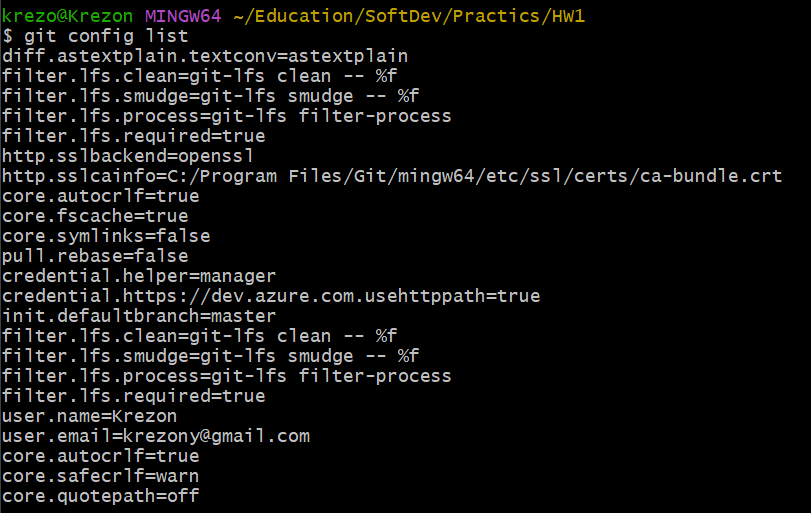 krezo@Krezon MINGW64 ~/Education/SoftDev/Practics/HW1
$ git config list
diff.astextplain.textconv=astextplain
filter.lfs.clean=git-lfs clean -- %f
filter.lfs.smudge=git-lfs smudge -- %f
filter.lfs.process=git-lfs filter-process
filter.lfs.required=true
http.sslbackend=openssl
http.sslcainfo=C:/Program Files/Git/mingw64/etc/ssl/certs/ca-bundle.crt
core.autocrlf=true
core.fscache=true
core.symlinks=false
pull.rebase=false
credential.helper=manager
credential.https://dev.azure.com.usehttppath=true
init.defaultbranch=master
filter.lfs.clean=git-lfs clean -- %f
filter.lfs.smudge=git-lfs smudge -- %f
filter.lfs.process=git-lfs filter-process
filter.lfs.required=true
user.name=Krezon
user.email=krezony@gmail.com
core.autocrlf=true
core.safecrlf=warn
core.quotepath=off